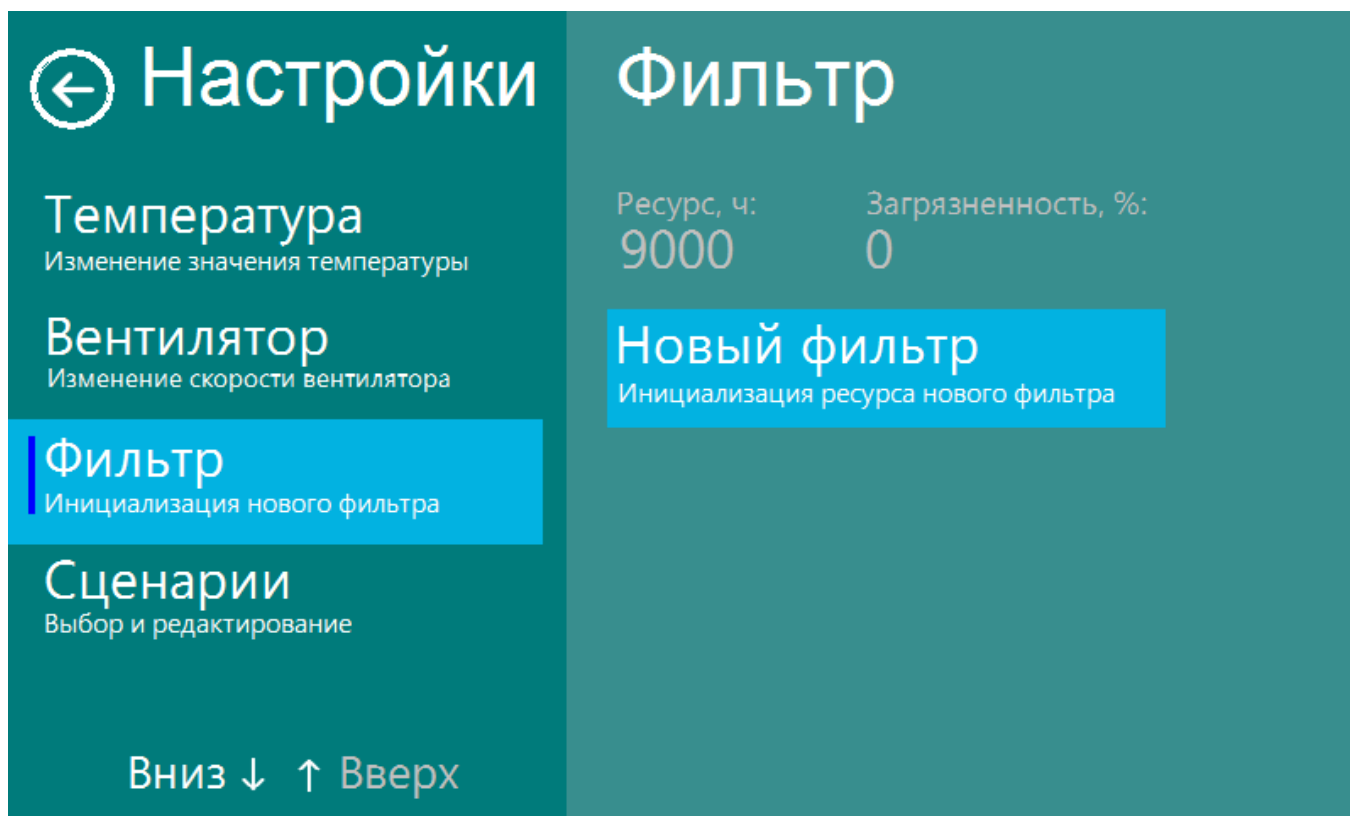 Настройки
Температура
Изменение значения температуры
Вентилятор
Изменение скорости вентилятора
Фильтр
Инициализация нового фильтра
Сценарии
Выбор и редактирование
Вниз ↓ ↑ Вверх
Фильтр
Ресурс, ч: Загрязненность, %:
9000 0
Новый фильтр
Инициализация ресурса нового фильтра